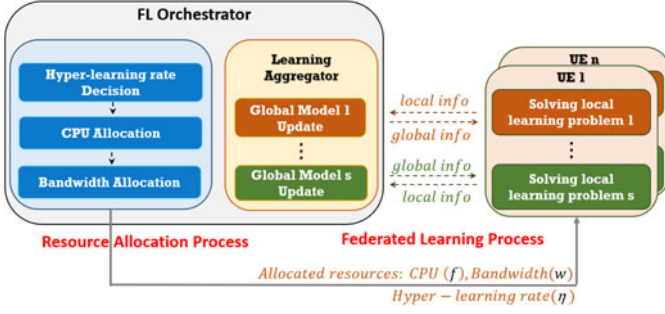 FL Orchestrator
Hyper-learning rate
Decision
CPU Allocation
Bandwidth Allocation
Learning
Aggregator
Global Model 1
Update
⋮
Global Model s
Update
local info
global info
global info
local info
UE n
UE 1
Solving local
learning problem 1
⋮
Solving local
learning problem s
Resource Allocation Process
Federated Learning Process
Allocated resources: CPU (f), Bandwidth(w)
Hyper − learning rate(η)